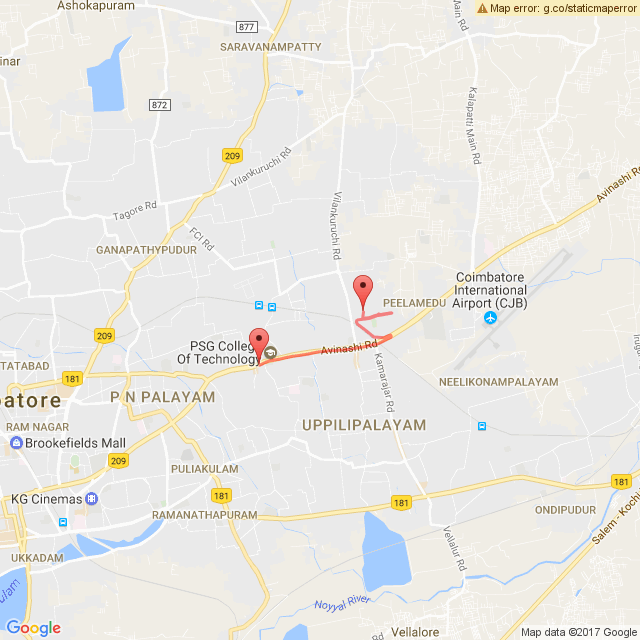 Ashokapuram
Map error: g.co/staticmaperror
SARAVANAMPATTY
Main Rd
inar
877
872
Kalapatti Main Rd
209
Vilankuruchi Rd
Avinashi Rd
Tagore Rd
Vilankuruchi Rd
FCI Rd
GANAPATHYPUDUR
Coimbatore
International
Airport (CJB)
PEELAMEDU
PSG College
Of Technology
Avinashi Rd
TATABAD
181
Kamarajar Rd
NEELIKONAMPALAYAM
P N PALAYAM
batore
RAM NAGAR
UPPILIPALAYAM
Brookefields Mall
209
PULIAKULAM
181
KG Cinemas
181
181
RAMANATHAPURAM
ONDIPUDUR
Salem - Kochi
UKKADAM
Vellalur Rd
ulam
Noyyal River
Vellalore
Google
Map data ©2017 Google